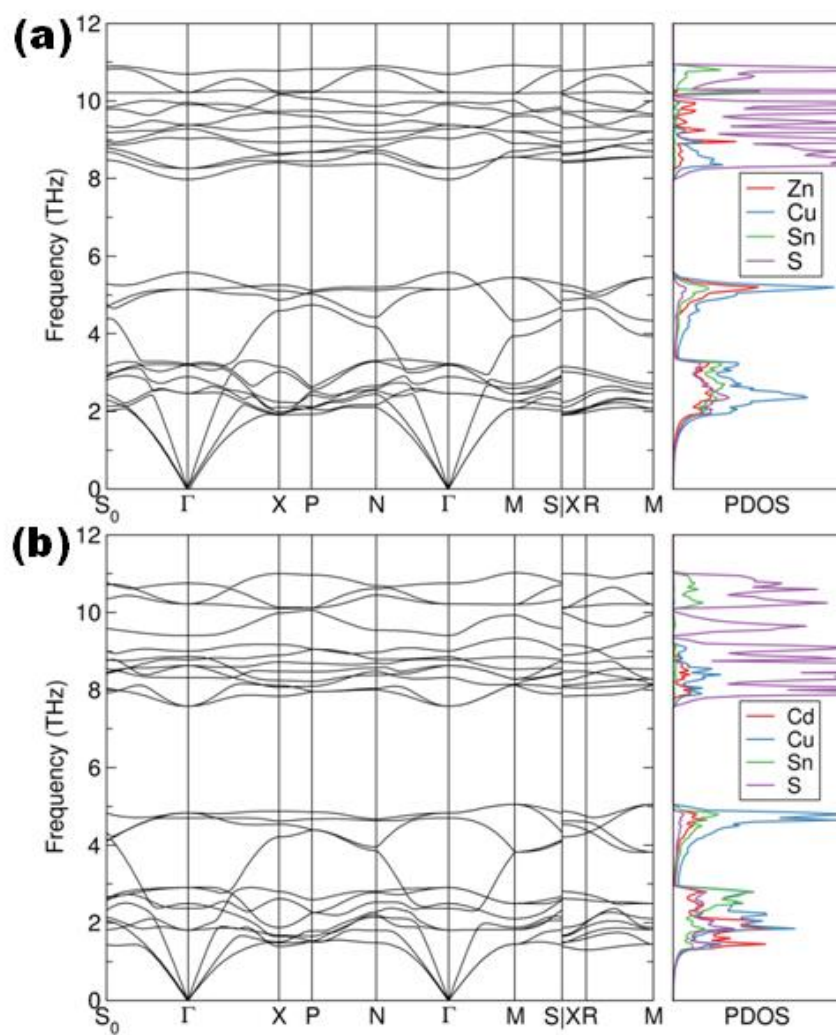 (a)
12
10
8
6
4
2
0
Frequency (THz)
S₀ Γ X P N Γ M S|X R M
Zn
Cu
Sn
S
PDOS
(b)
12
10
8
6
4
2
0
Frequency (THz)
S₀ Γ X P N Γ M S|X R M
Cd
Cu
Sn
S
PDOS